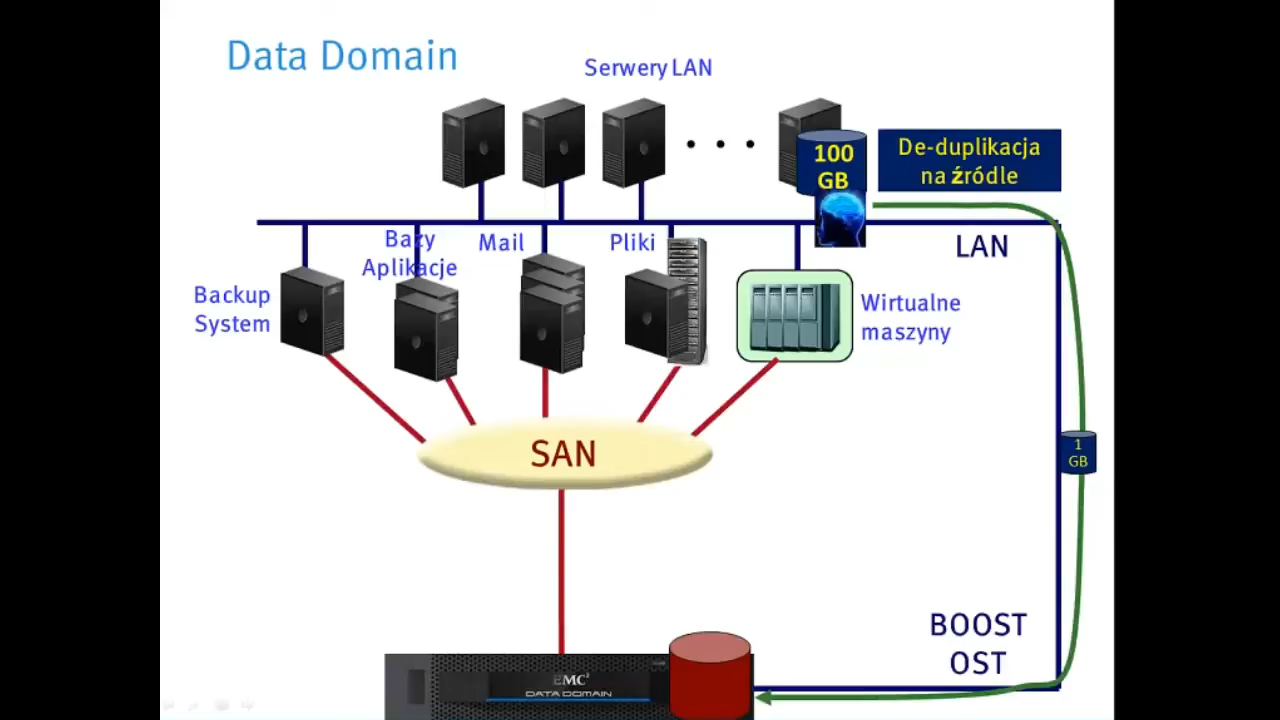 Data Domain
Serwery LAN
100
GB
De-duplikacja
na źródle
LAN
Bazy
Aplikacje
Mail
Pliki
Backup
System
Wirtualne
maszyny
SAN
1
GB
BOOST
OST
EMC²
DATA DOMAIN